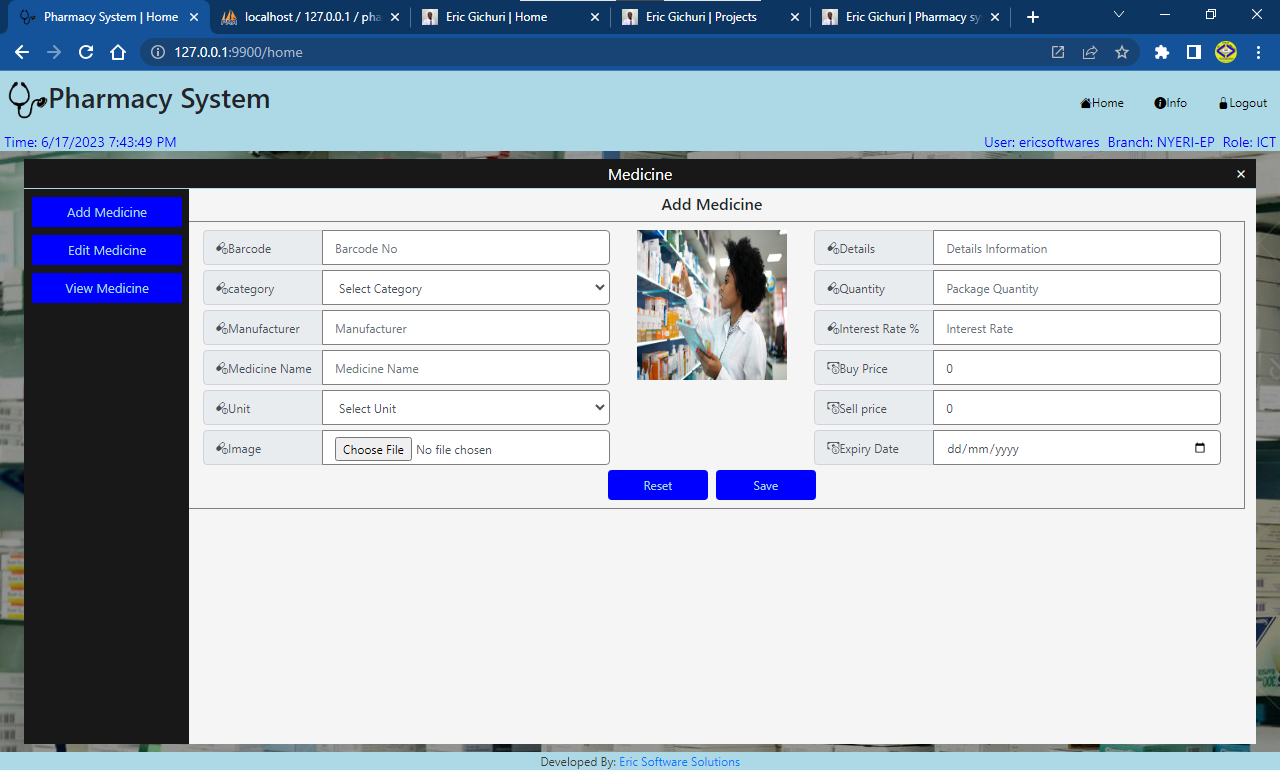 Pharmacy System | Home
localhost / 127.0.0.1 / pha
Eric Gichuri | Home
Eric Gichuri | Projects
Eric Gichuri | Pharmacy sy
127.0.0.1:9900/home
Pharmacy System
Home Info Logout
Time: 6/17/2023 7:43:49 PM
User: ericsoftwares Branch: NYERI-EP Role: ICT
Medicine ×
Add Medicine
Edit Medicine
View Medicine
Add Medicine
Barcode Barcode No
category Select Category
Manufacturer Manufacturer
Medicine Name Medicine Name
Unit Select Unit
Image Choose File No file chosen
Details Details Information
Quantity Package Quantity
Interest Rate % Interest Rate
Buy Price 0
Sell price 0
Expiry Date dd/mm/yyyy
Reset Save
Developed By: Eric Software Solutions